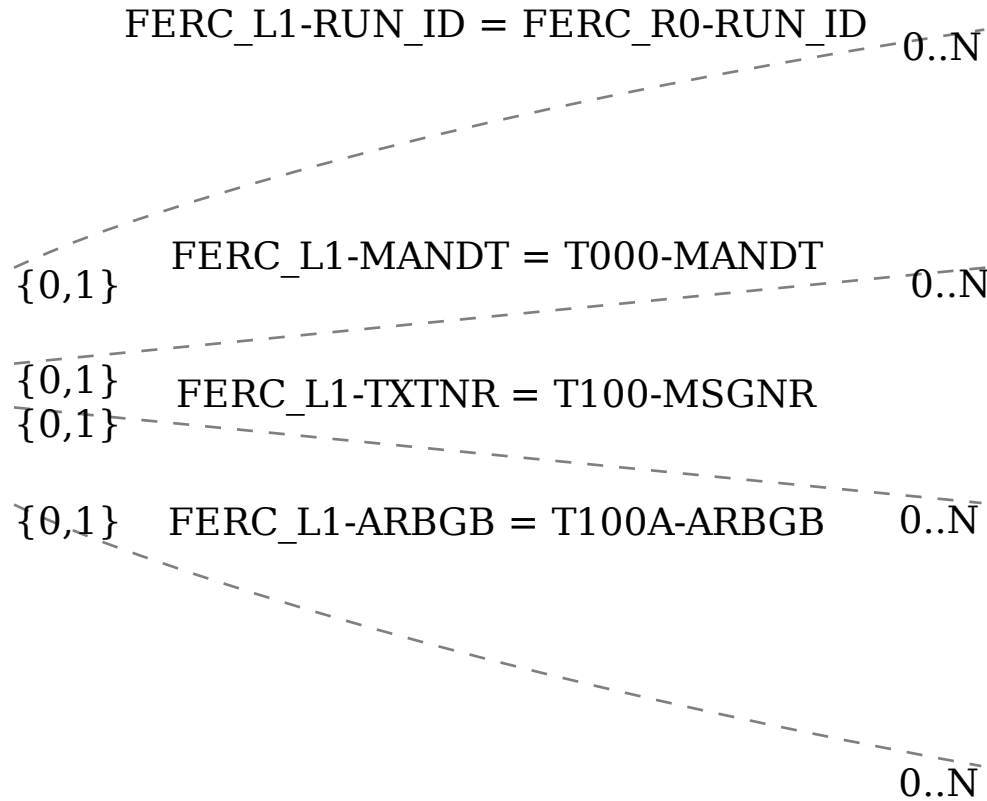 FERC_L1-RUN_ID = FERC_R0-RUN_ID
0..N
FERC_L1-MANDT = T000-MANDT
{0,1}
0..N
{0,1}
FERC_L1-TXTNR = T100-MSGNR
{0,1}
{0,1}
FERC_L1-ARBGB = T100A-ARBGB
0..N
0..N